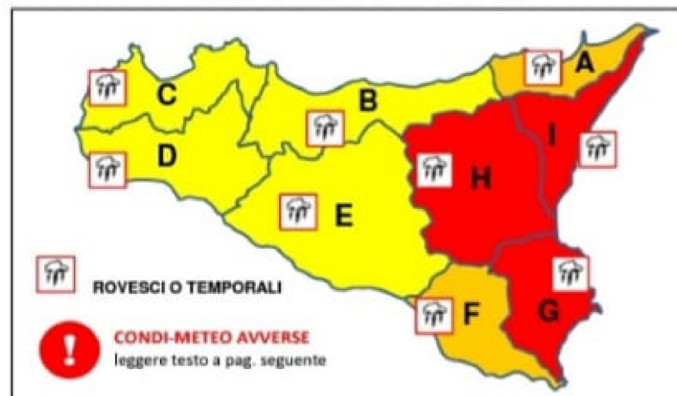 A
C
B
I
D
H
E
ROVESCI O TEMPORALI
F
G
CONDI-METEO AVVERSE
leggere testo a pag. seguente